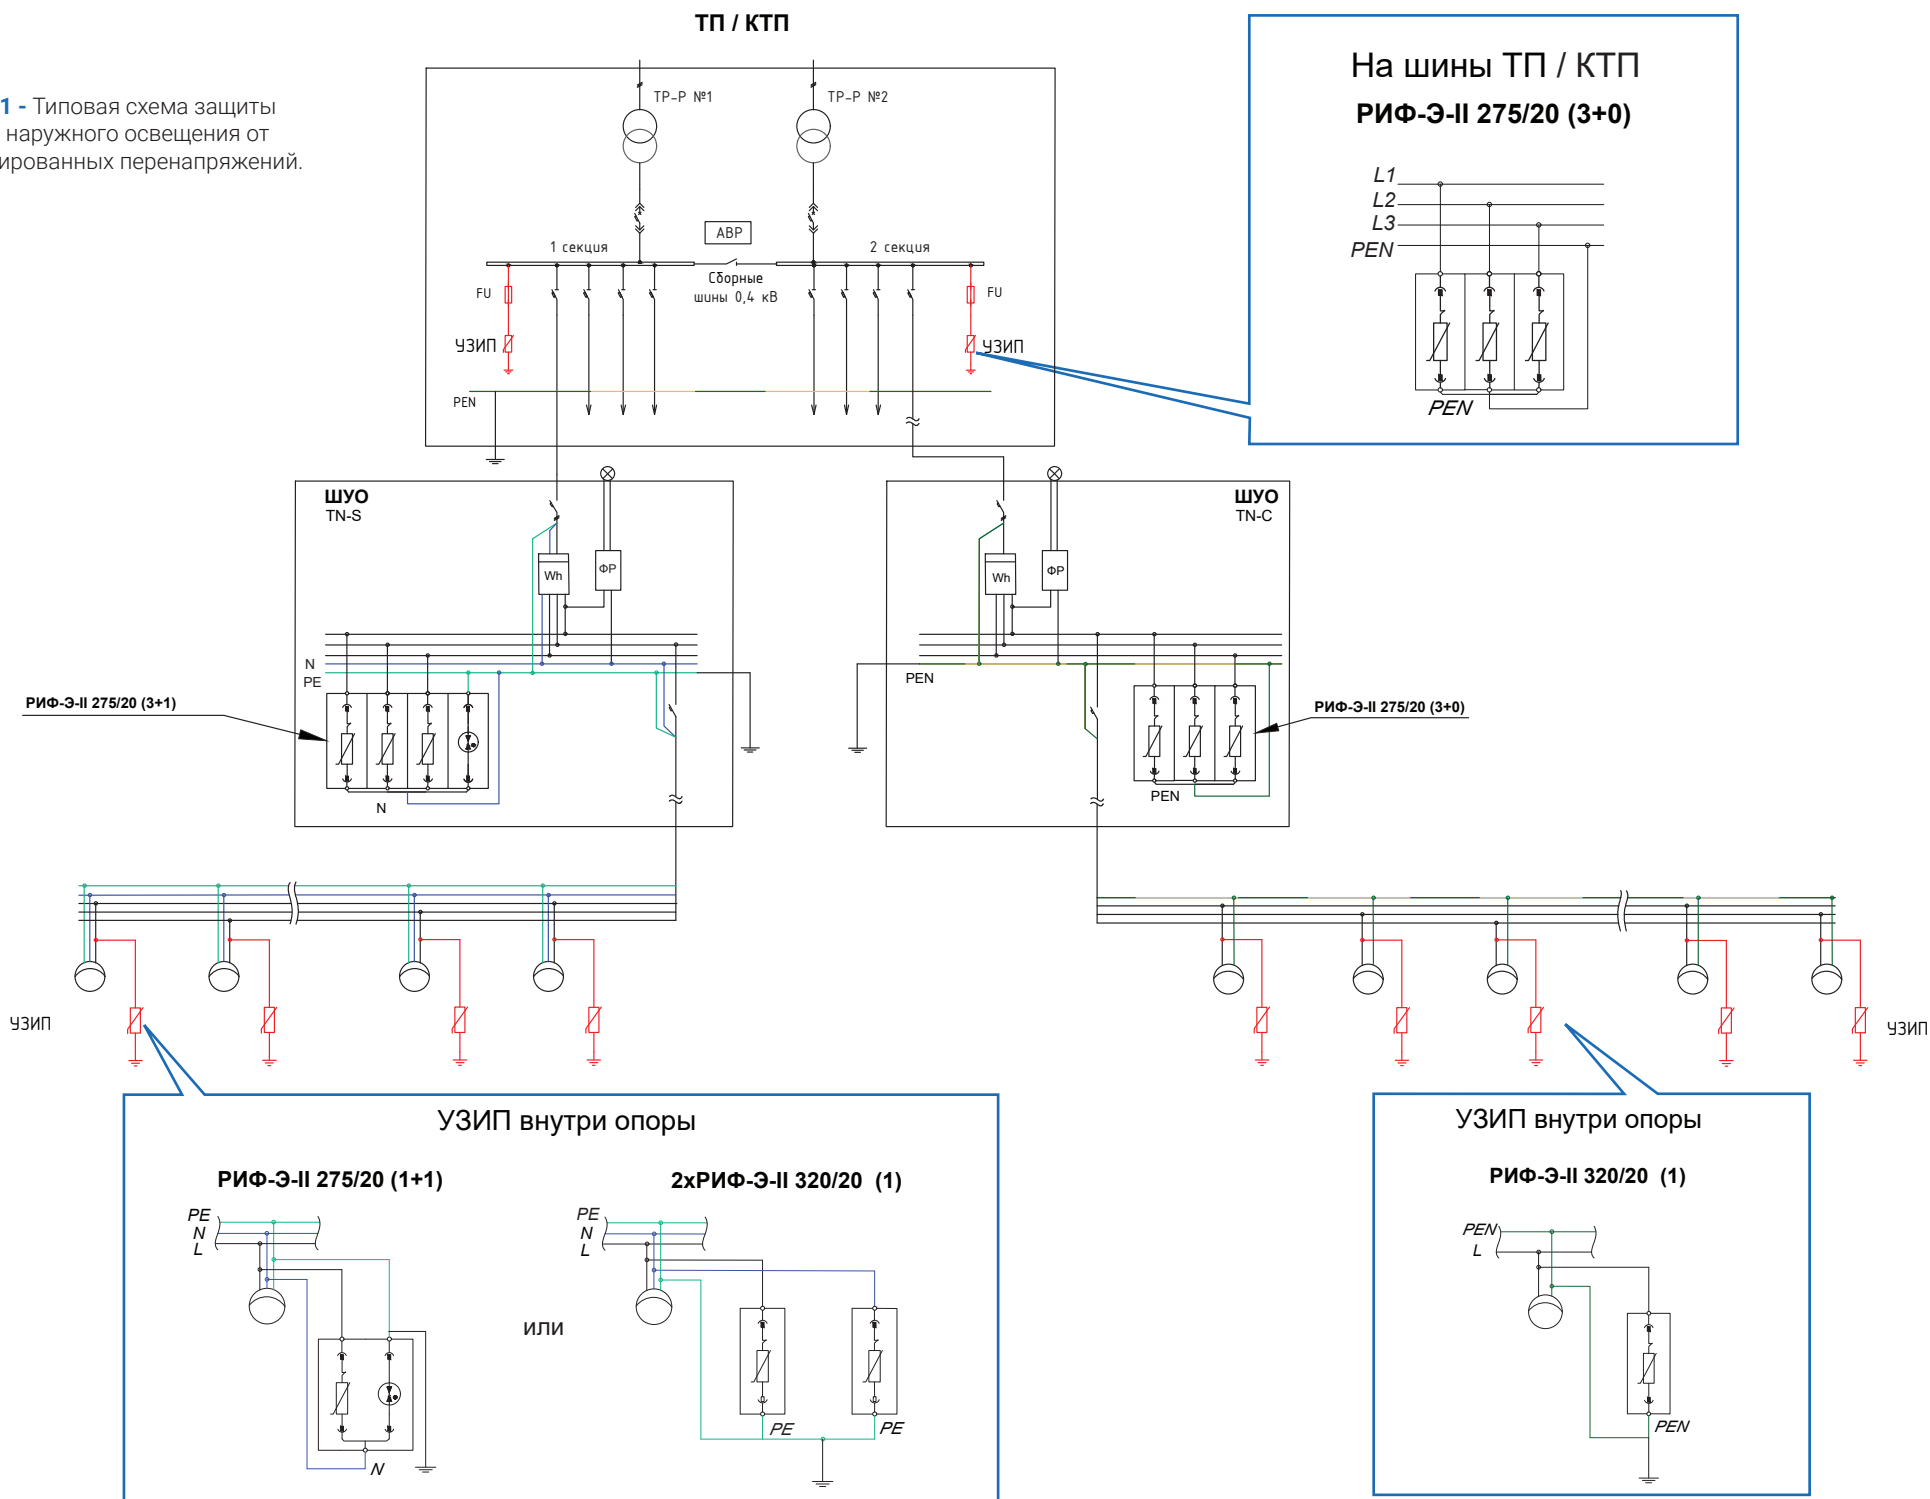 ТП / КТП
1 - Типовая схема защиты
наружного освещения от
ированных перенапряжений.
ТР-Р №1
ТР-Р №2
АВР
1 секция
2 секция
Сборные
шины 0,4 кВ
FU
FU
УЗИП
УЗИП
PEN
На шины ТП / КТП
РИФ-Э-II 275/20 (3+0)
L1
L2
L3
PEN
PEN
ШУО
TN-S
Wh
ФР
N
PE
N
РИФ-Э-II 275/20 (3+1)
ШУО
TN-C
Wh
ФР
PEN
PEN
РИФ-Э-II 275/20 (3+0)
УЗИП
УЗИП
УЗИП внутри опоры
РИФ-Э-II 275/20 (1+1)
PE
N
L
N
или
2хРИФ-Э-II 320/20 (1)
PE
N
L
PE
PE
УЗИП внутри опоры
РИФ-Э-II 320/20 (1)
PEN
L
PEN